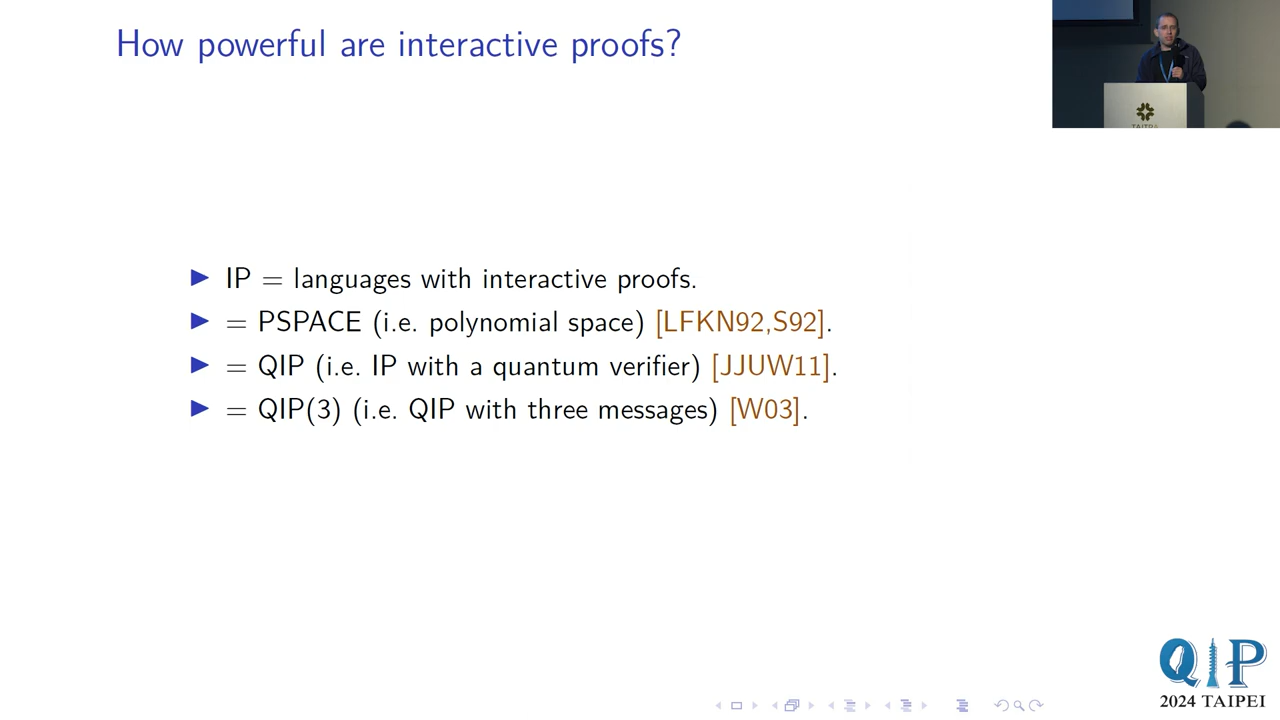 How powerful are interactive proofs?
TAITRA
IP = languages with interactive proofs.
= PSPACE (i.e. polynomial space) [LFKN92,S92].
= QIP (i.e. IP with a quantum verifier) [JJUW11].
= QIP(3) (i.e. QIP with three messages) [W03].
QIP
2024 TAIPEI